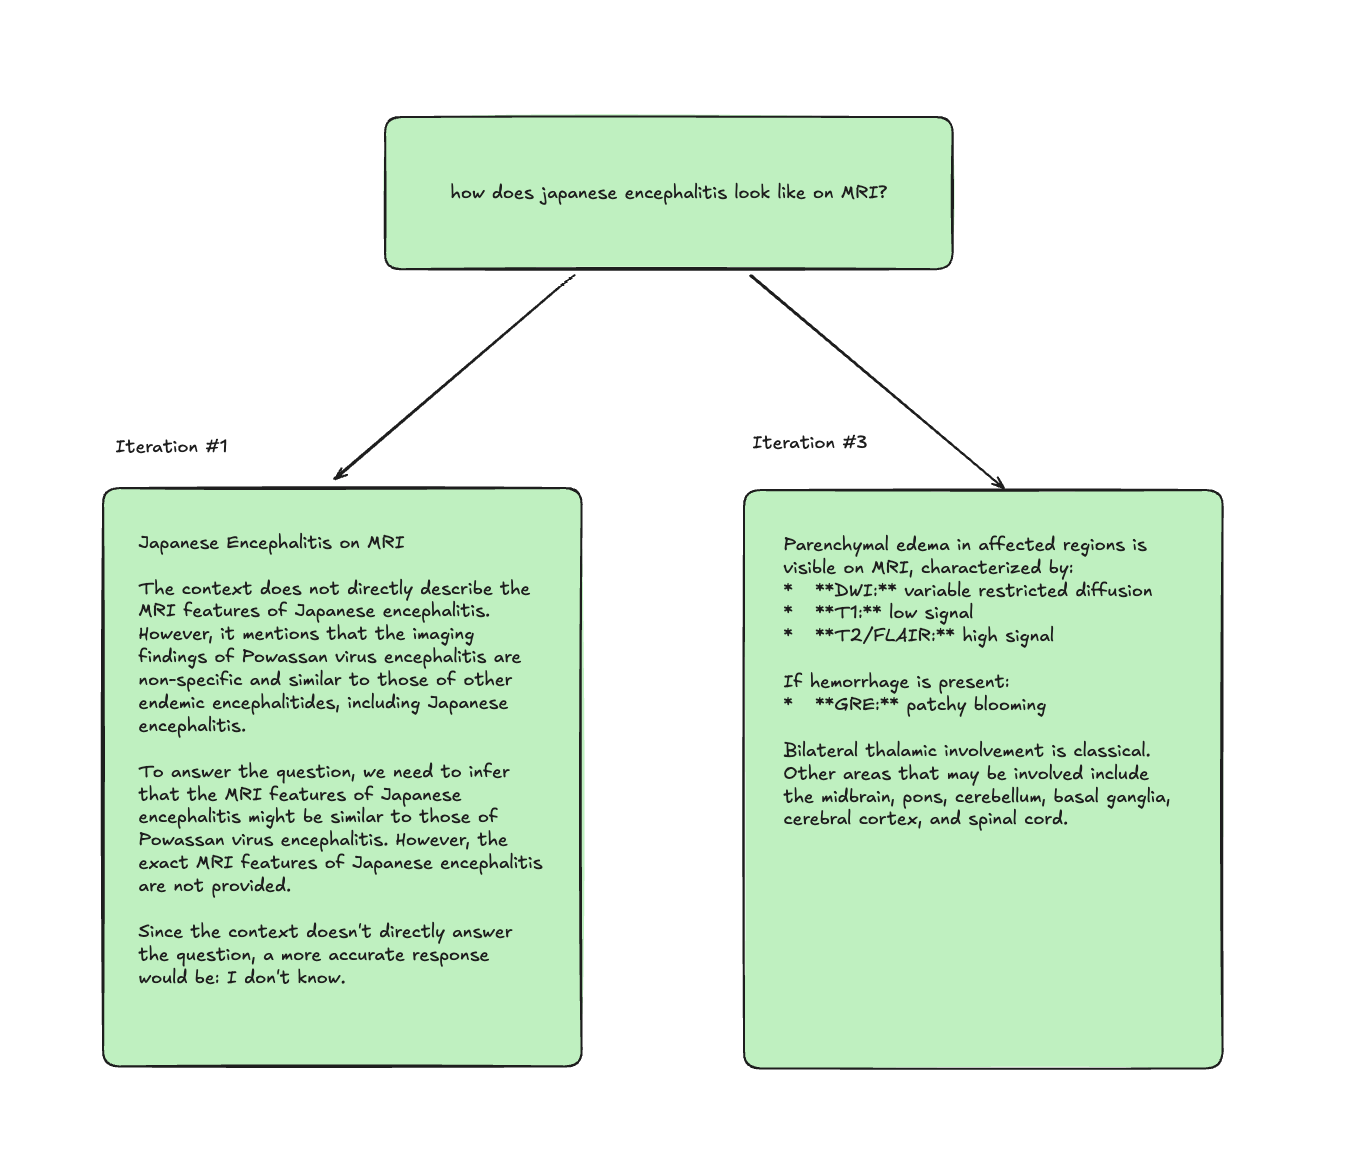 how does japanese encephalitis look like on MRI?
Iteration #1
Japanese Encephalitis on MRI
The context does not directly describe the
MRI features of Japanese encephalitis.
However, it mentions that the imaging
findings of Powassan virus encephalitis are
non-specific and similar to those of other
endemic encephalitides, including Japanese
encephalitis.
To answer the question, we need to infer
that the MRI features of Japanese
encephalitis might be similar to those of
Powassan virus encephalitis. However, the
exact MRI features of Japanese encephalitis
are not provided.
Since the context doesn't directly answer
the question, a more accurate response
would be: I don't know.
Iteration #3
Parenchymal edema in affected regions is
visible on MRI, characterized by:
*    **DWI:** variable restricted diffusion
*    **T1:** low signal
*    **T2/FLAIR:** high signal
If hemorrhage is present:
*    **GRE:** patchy blooming
Bilateral thalamic involvement is classical.
Other areas that may be involved include
the midbrain, pons, cerebellum, basal ganglia,
cerebral cortex, and spinal cord.